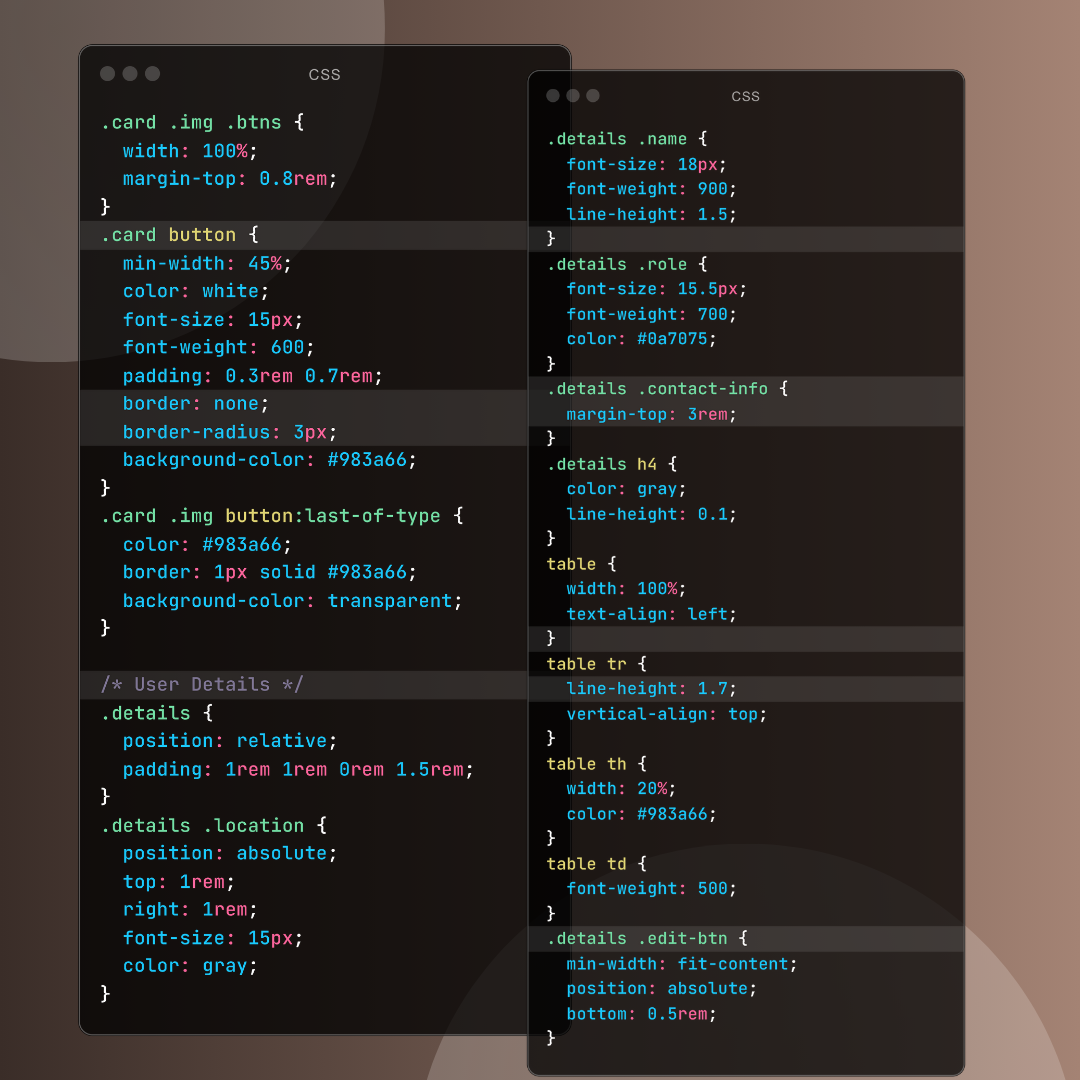 CSS
.card .img .btns {
  width: 100%;
  margin-top: 0.8rem;
}
.card button {
  min-width: 45%;
  color: white;
  font-size: 15px;
  font-weight: 600;
  padding: 0.3rem 0.7rem;
  border: none;
  border-radius: 3px;
  background-color: #983a66;
}
.card .img button:last-of-type {
  color: #983a66;
  border: 1px solid #983a66;
  background-color: transparent;
}

/* User Details */
.details {
  position: relative;
  padding: 1rem 1rem 0rem 1.5rem;
}
.details .location {
  position: absolute;
  top: 1rem;
  right: 1rem;
  font-size: 15px;
  color: gray;
}
CSS
.details .name {
  font-size: 18px;
  font-weight: 900;
  line-height: 1.5;
}
.details .role {
  font-size: 15.5px;
  font-weight: 700;
  color: #0a7075;
}
.details .contact-info {
  margin-top: 3rem;
}
.details h4 {
  color: gray;
  line-height: 0.1;
}
table {
  width: 100%;
  text-align: left;
}
table tr {
  line-height: 1.7;
  vertical-align: top;
}
table th {
  width: 20%;
  color: #983a66;
}
table td {
  font-weight: 500;
}
.details .edit-btn {
  min-width: fit-content;
  position: absolute;
  bottom: 0.5rem;
}